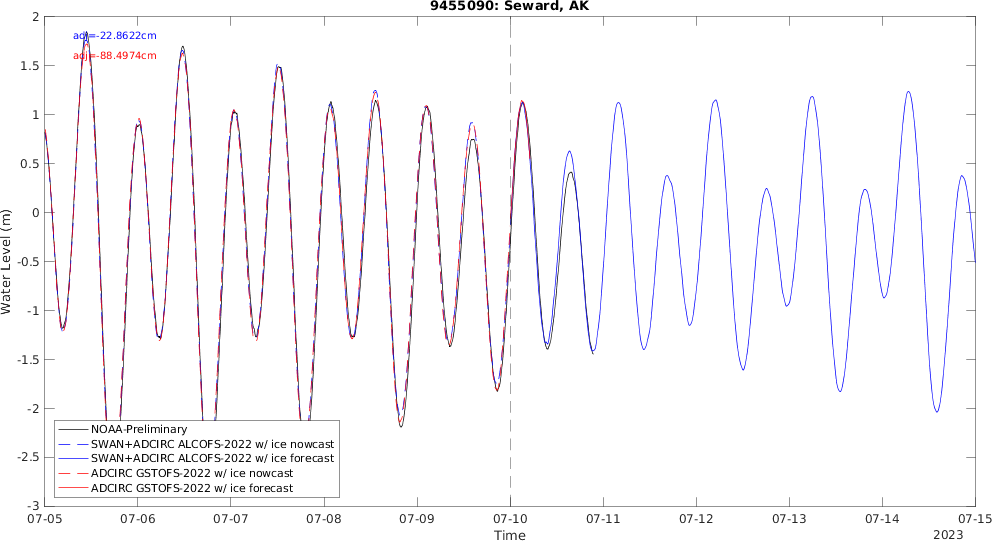 9455090: Seward, AK
adj=-22.8622cm
adj=-88.4974cm
Water Level (m)
2
1.5
1
0.5
0
-0.5
-1
-1.5
-2
-2.5
-3
NOAA-Preliminary
SWAN+ADCIRC ALCOFS-2022 w/ ice nowcast
SWAN+ADCIRC ALCOFS-2022 w/ ice forecast
ADCIRC GSTOFS-2022 w/ ice nowcast
ADCIRC GSTOFS-2022 w/ ice forecast
07-05 07-06 07-07 07-08 07-09 07-10 07-11 07-12 07-13 07-14 07-15
Time
2023